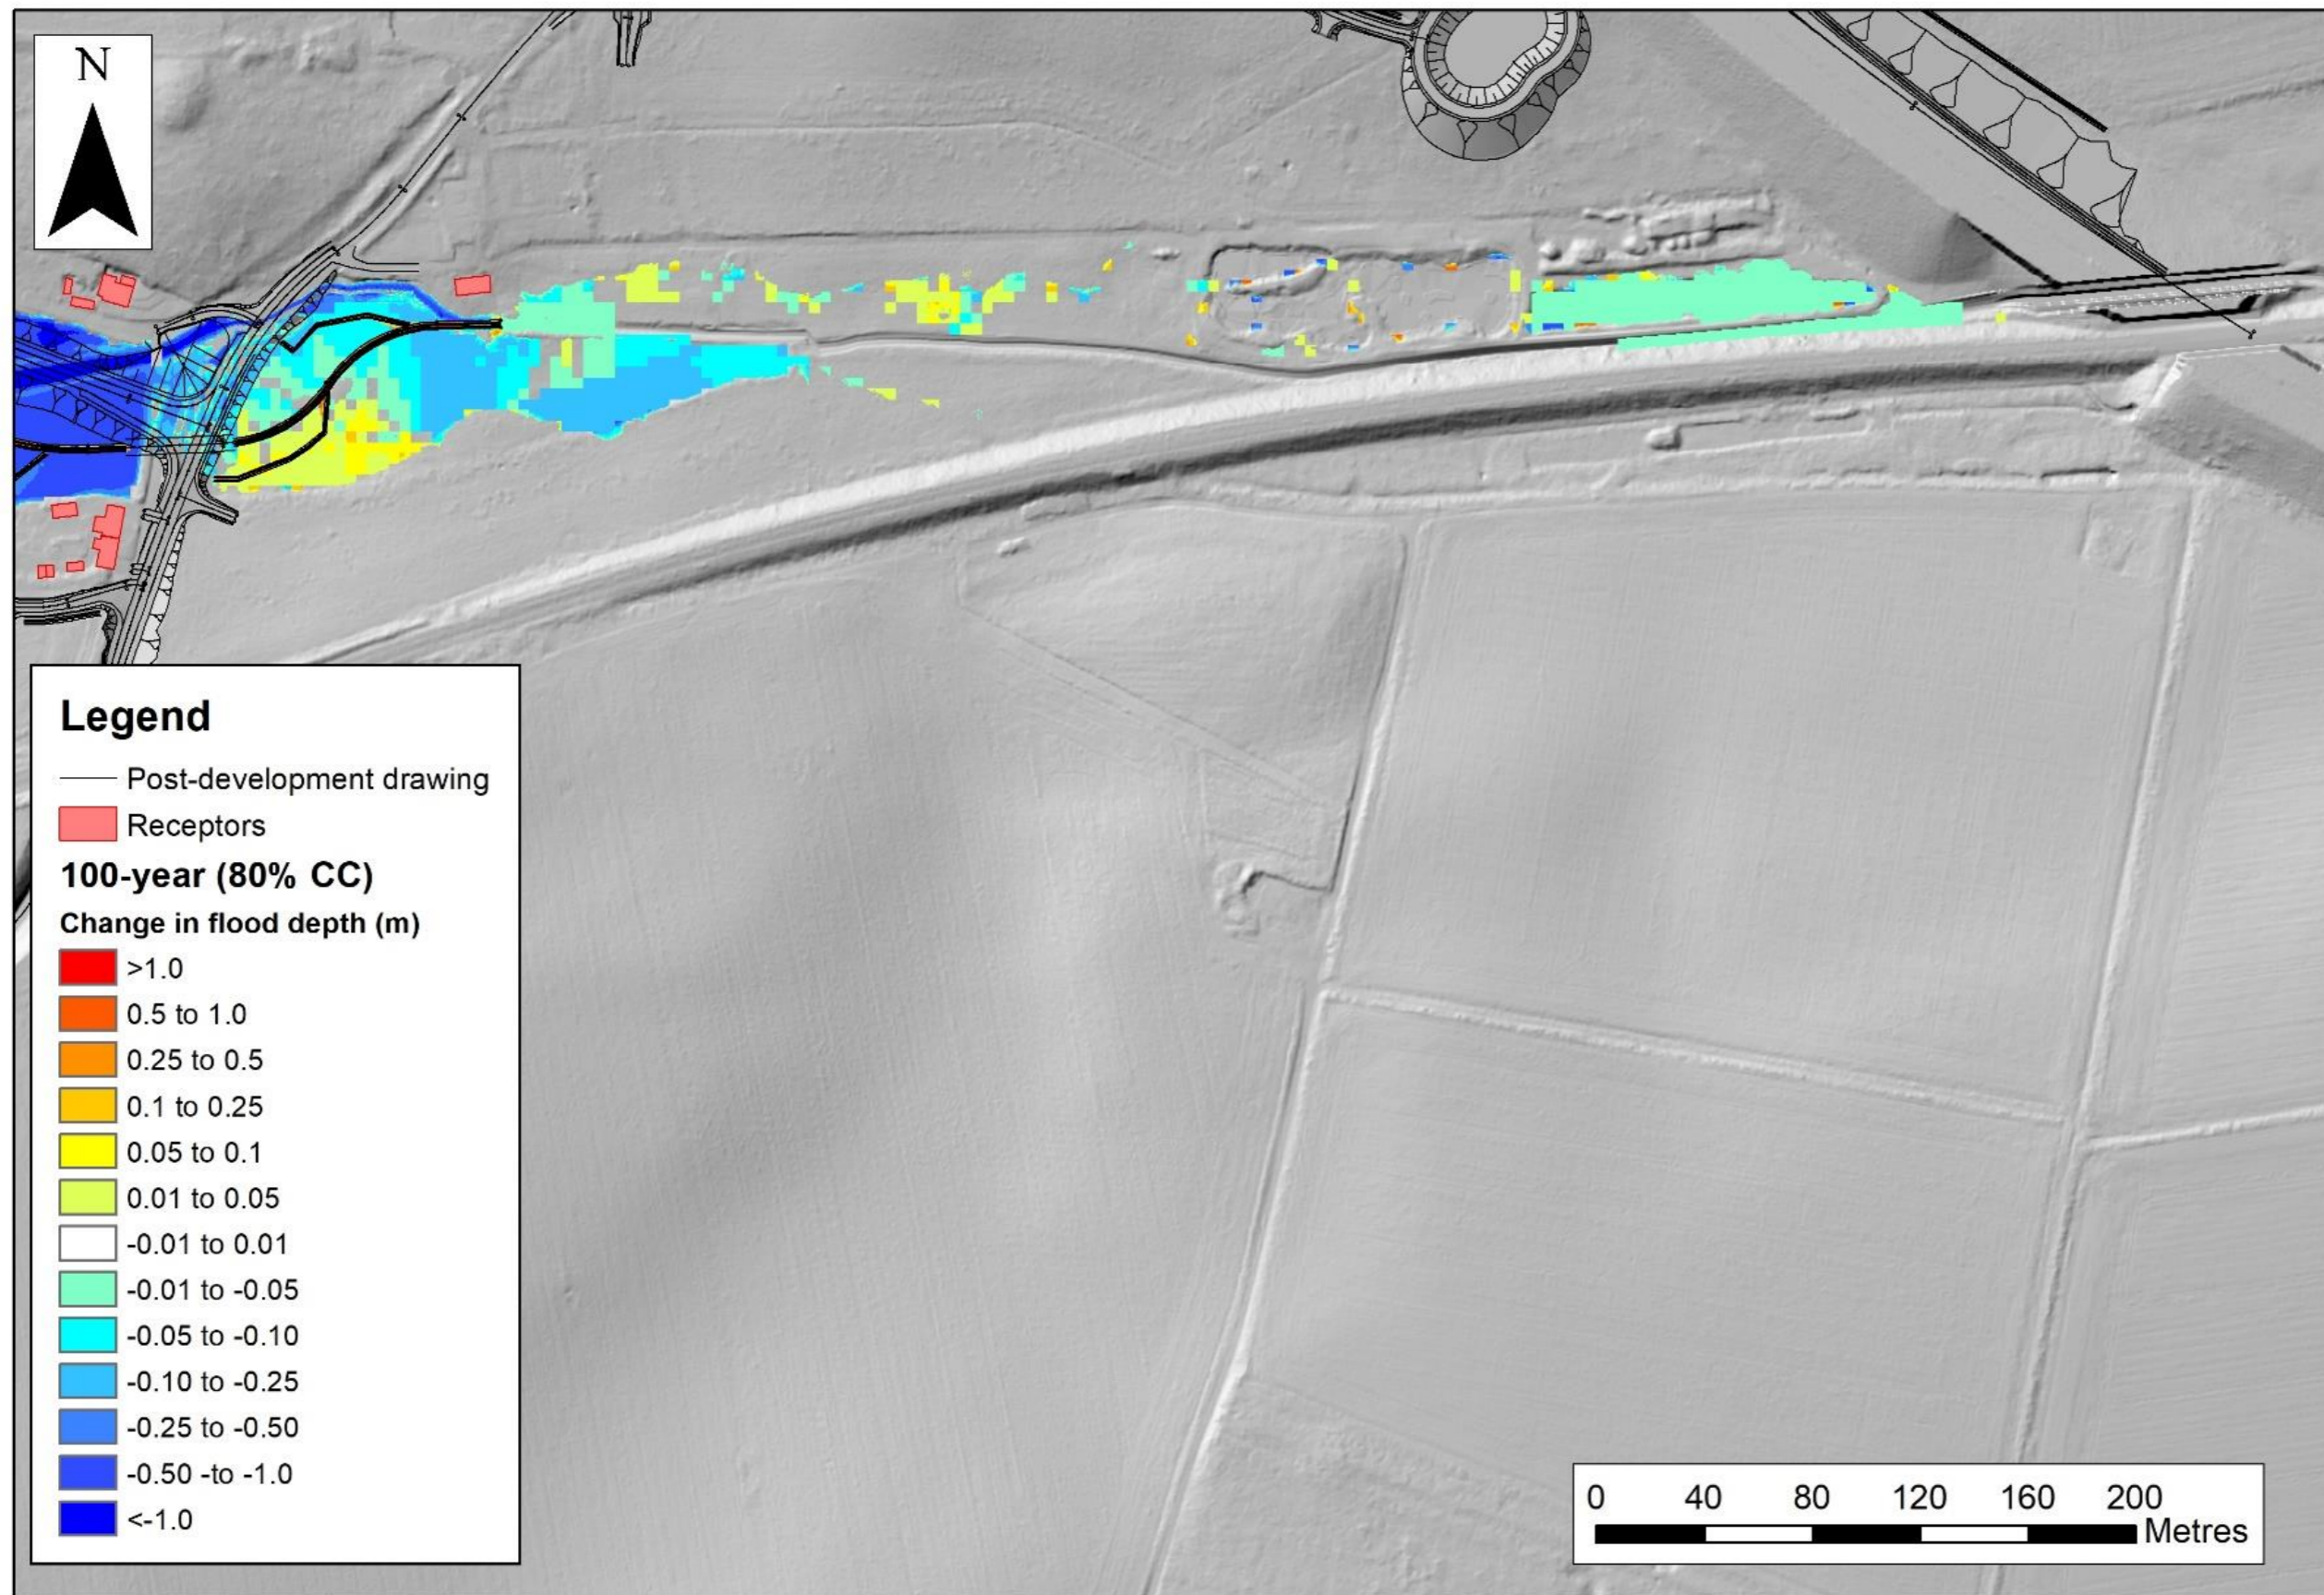 N
Legend
Post-development drawing
Receptors
100-year (80% CC)
Change in flood depth (m)
>1.0
0.5 to 1.0
0.25 to 0.5
0.1 to 0.25
0.05 to 0.1
0.01 to 0.05
-0.01 to 0.01
-0.01 to -0.05
-0.05 to -0.10
-0.10 to -0.25
-0.25 to -0.50
-0.50 -to -1.0
<-1.0
0 40 80 120 160 200
Metres